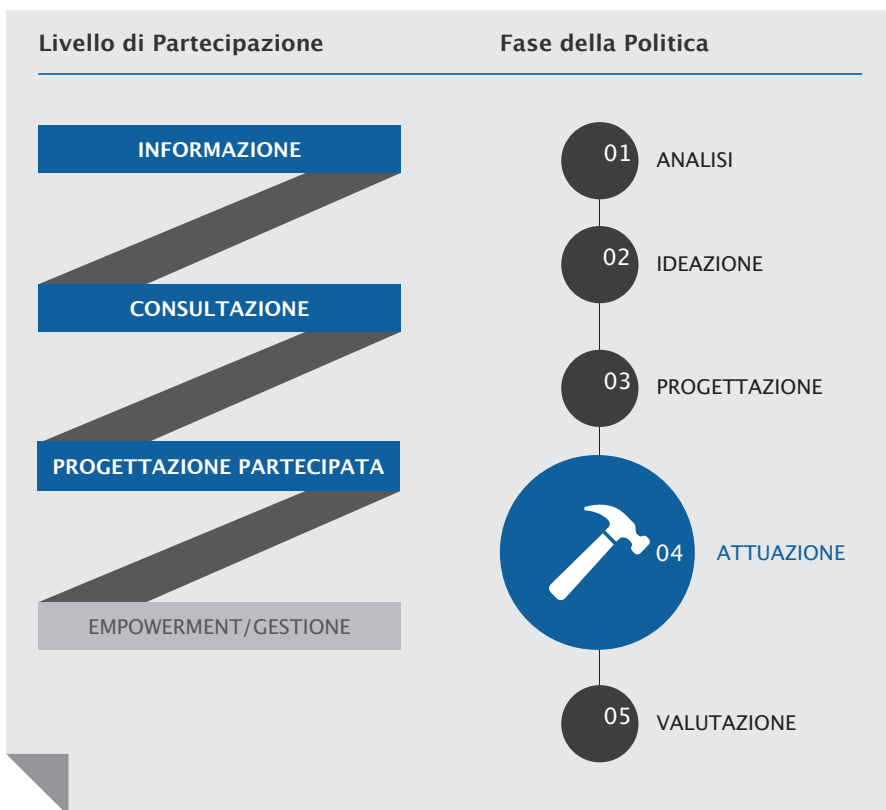 Livello di Partecipazione
Fase della Politica
INFORMAZIONE
CONSULTAZIONE
PROGETTAZIONE PARTECIPATA
EMPOWERMENT/GESTIONE
01 ANALISI
02 IDEAZIONE
03 PROGETTAZIONE
04 ATTUAZIONE
05 VALUTAZIONE